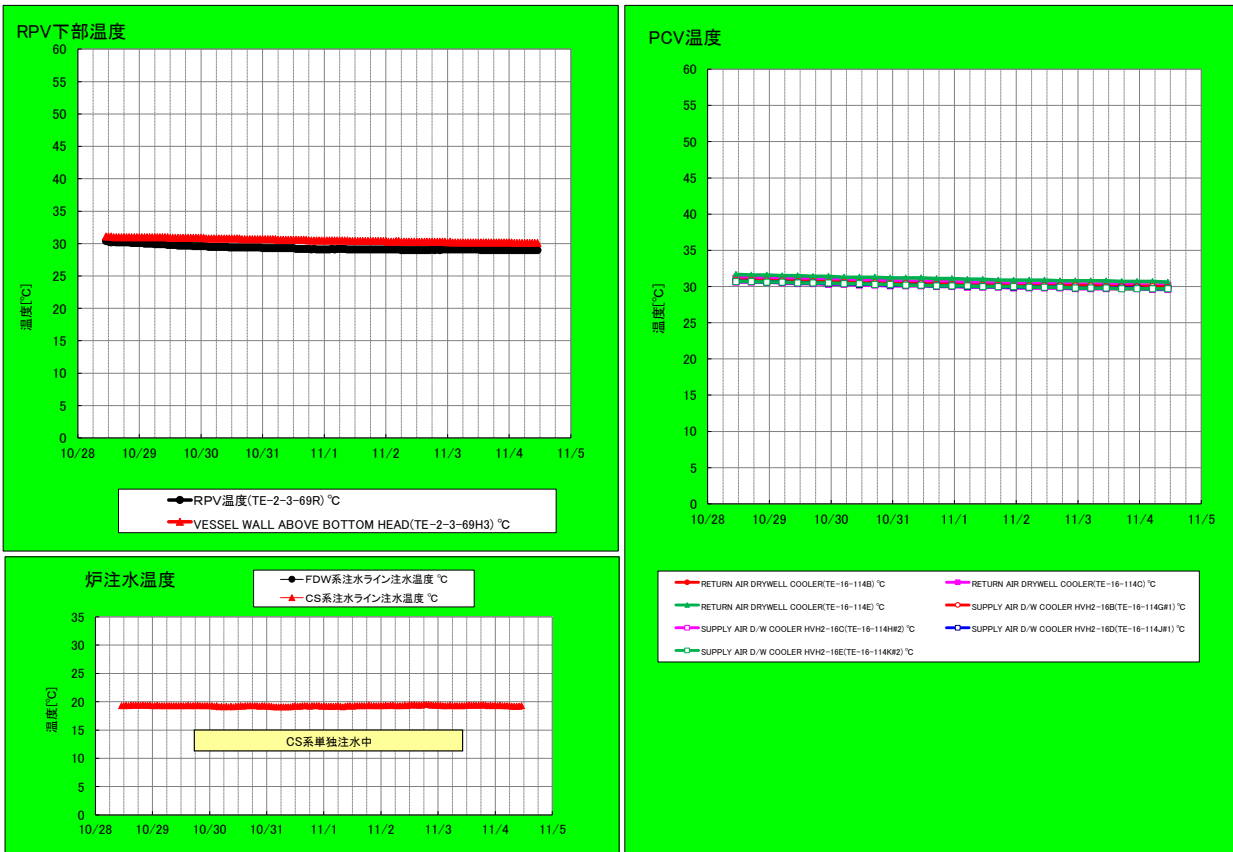 RPV下部温度
60
55
50
45
40
35
30
25
20
15
10
5
0
温度[℃]
10/28 10/29 10/30 10/31 11/1 11/2 11/3 11/4 11/5
RPV温度(TE-2-3-69R) ℃
VESSEL WALL ABOVE BOTTOM HEAD(TE-2-3-69H3) ℃
炉注水温度
FDW系注水ライン注水温度 ℃
CS系注水ライン注水温度 ℃
35
30
25
20
15
10
5
0
温度[℃]
CS系単独注水中
10/28 10/29 10/30 10/31 11/1 11/2 11/3 11/4 11/5
PCV温度
60
55
50
45
40
35
30
25
20
15
10
5
0
温度[℃]
10/28 10/29 10/30 10/31 11/1 11/2 11/3 11/4 11/5
RETURN AIR DRYWELL COOLER(TE-16-114B) ℃
RETURN AIR DRYWELL COOLER(TE-16-114C) ℃
RETURN AIR DRYWELL COOLER(TE-16-114E) ℃
SUPPLY AIR D/W COOLER HVH2-16B(TE-16-114G#1) ℃
SUPPLY AIR D/W COOLER HVH2-16C(TE-16-114H#2) ℃
SUPPLY AIR D/W COOLER HVH2-16D(TE-16-114J#1) ℃
SUPPLY AIR D/W COOLER HVH2-16E(TE-16-114K#2) ℃